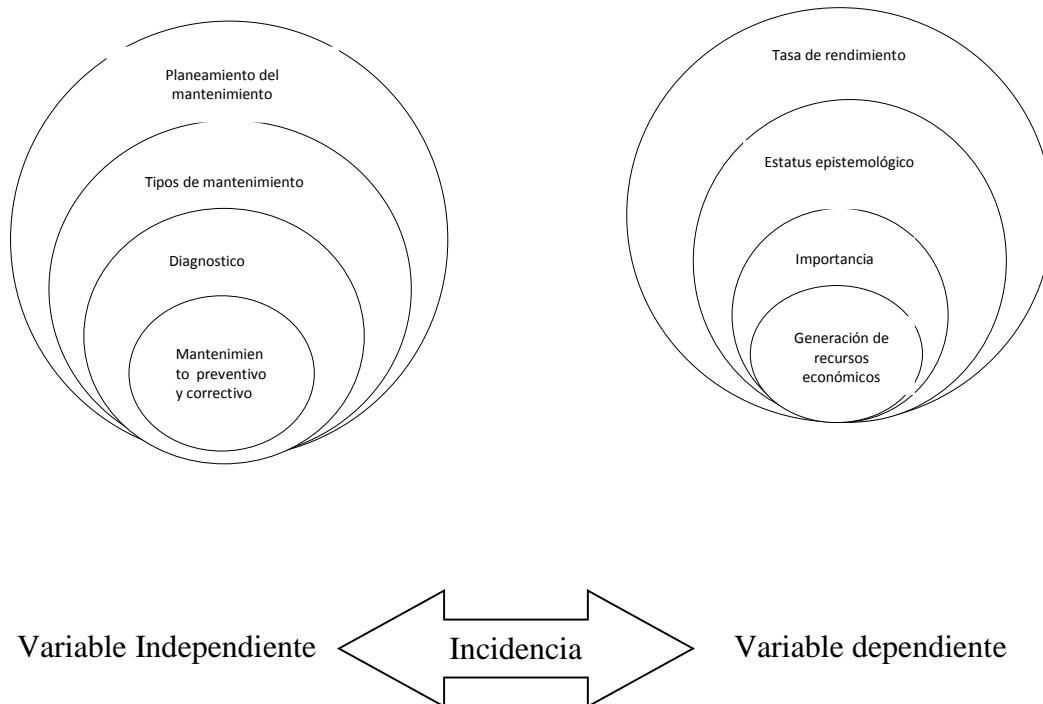 Planeamiento del
mantenimiento
Tipos de mantenimiento
Diagnostico
Mantenimien
to preventivo
y correctivo
Tasa de rendimiento
Estatus epistemológico
Importancia
Generación de
recursos
económicos
Variable Independiente
Incidencia
Variable dependiente